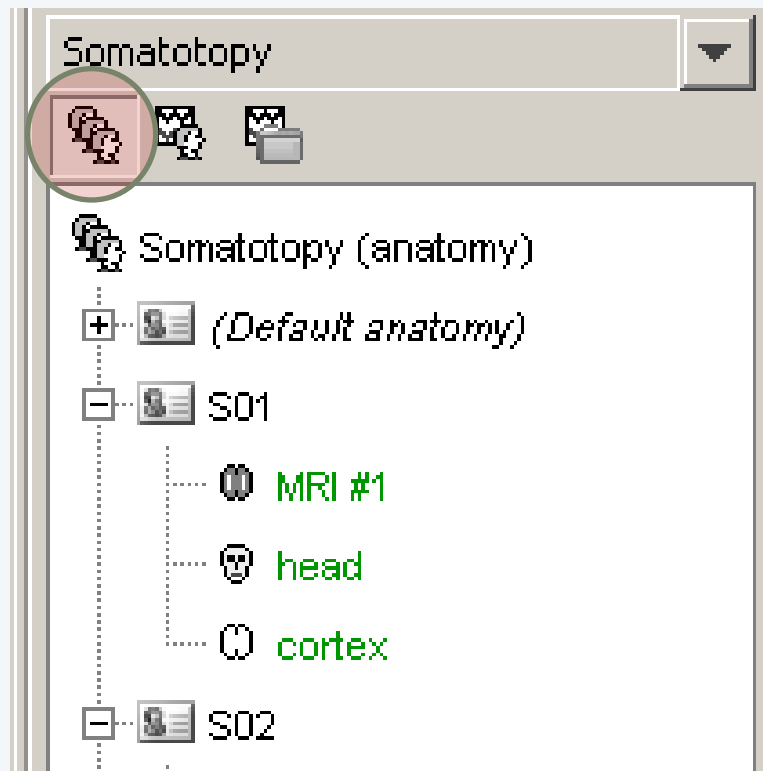 Somatotopy
Somatotopy (anatomy)
(Default anatomy)
S01
MRI #1
head
cortex
S02